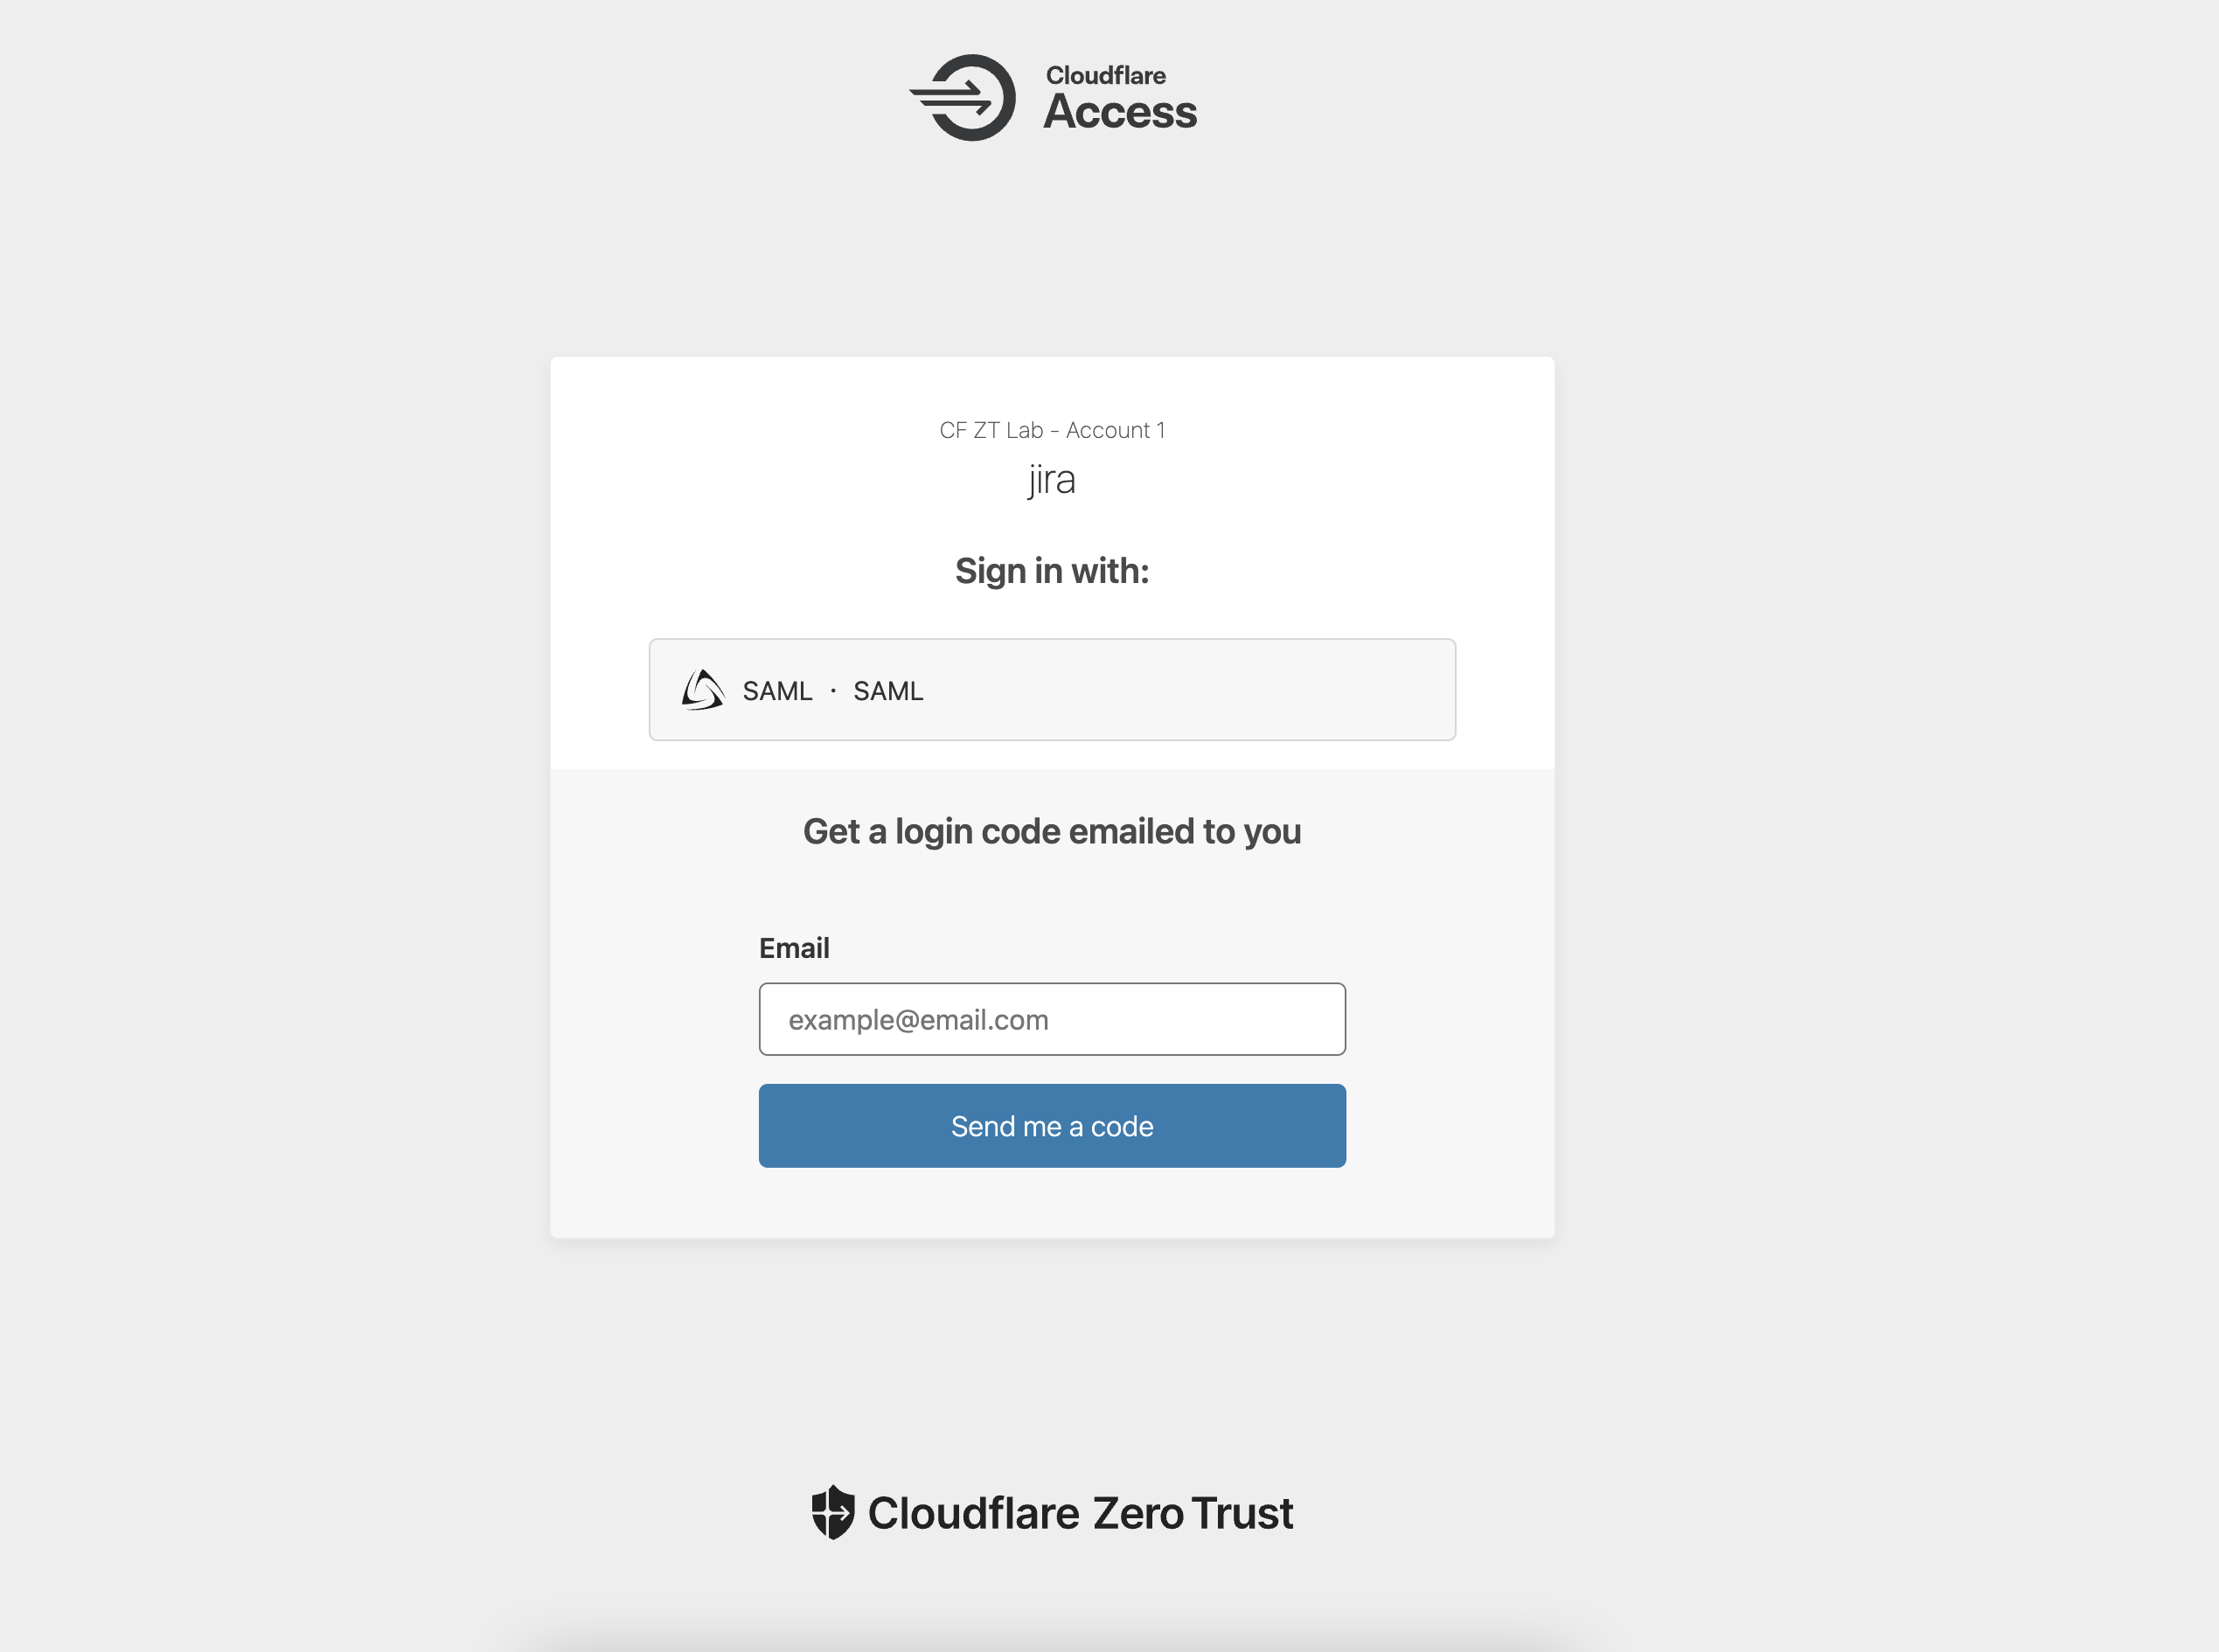 Cloudflare
Access
CF ZT Lab - Account 1
jira
Sign in with:
SAML · SAML
Get a login code emailed to you
Email
example@email.com
Send me a code
Cloudflare Zero Trust